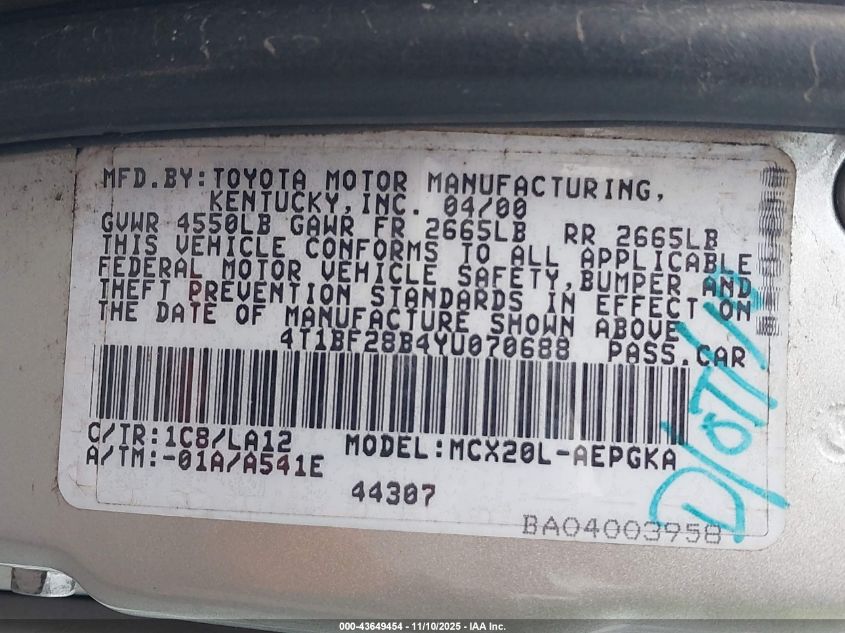 MFD.BY:TOYOTA MOTOR MANUFACTURING,
KENTUCKY,INC. 04/00
GVWR 4550LB GAWR FR 2665LB RR 2665LB
THIS VEHICLE CONFORMS TO ALL APPLICABLE
FEDERAL MOTOR VEHICLE SAFETY,BUMPER AND
THEFT PREVENTION STANDARDS IN EFFECT ON
THE DATE OF MANUFACTURE SHOWN ABOVE
4T1BF28B4YU070688 PASS.CAR
C/TR:1C8/LA12 MODEL:MCX20L-AEPGKA
A/TM:-01A/A541E
44307
BA04003958
000-43649454 - 11/10/2025 - IAA Inc.